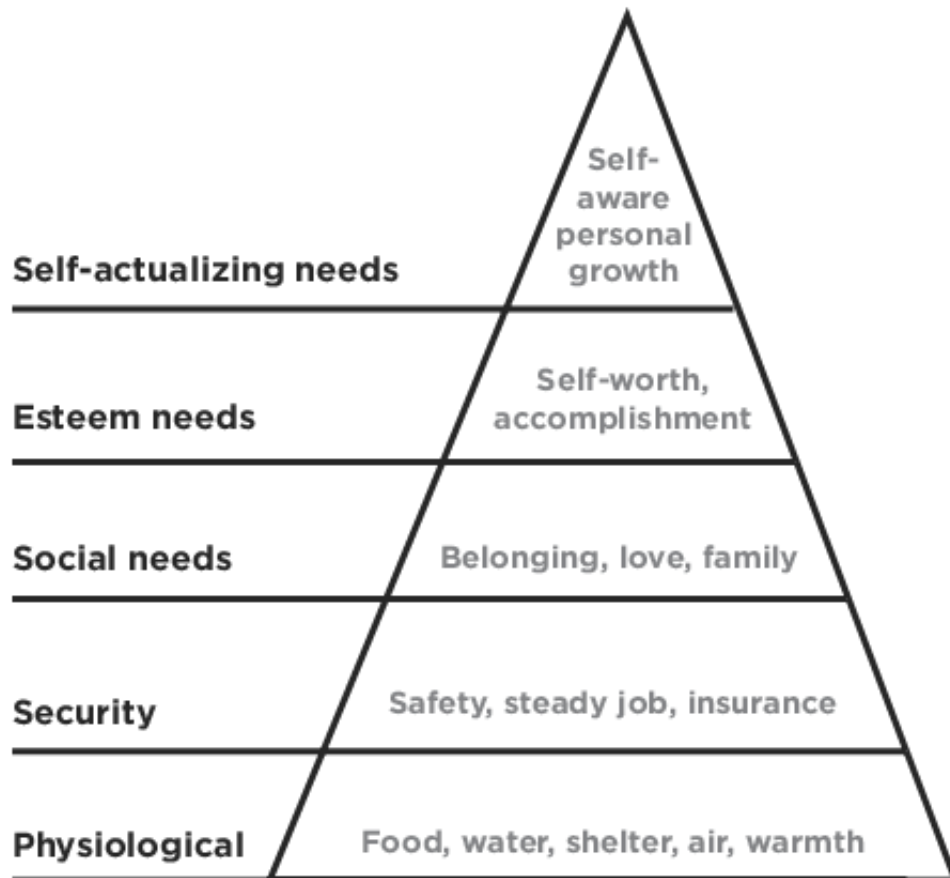 Self-
aware
personal
growth
Self-actualizing needs
Self-worth,
accomplishment
Esteem needs
Social needs
Belonging, love, family
Security
Safety, steady job, insurance
Physiological
Food, water, shelter, air, warmth